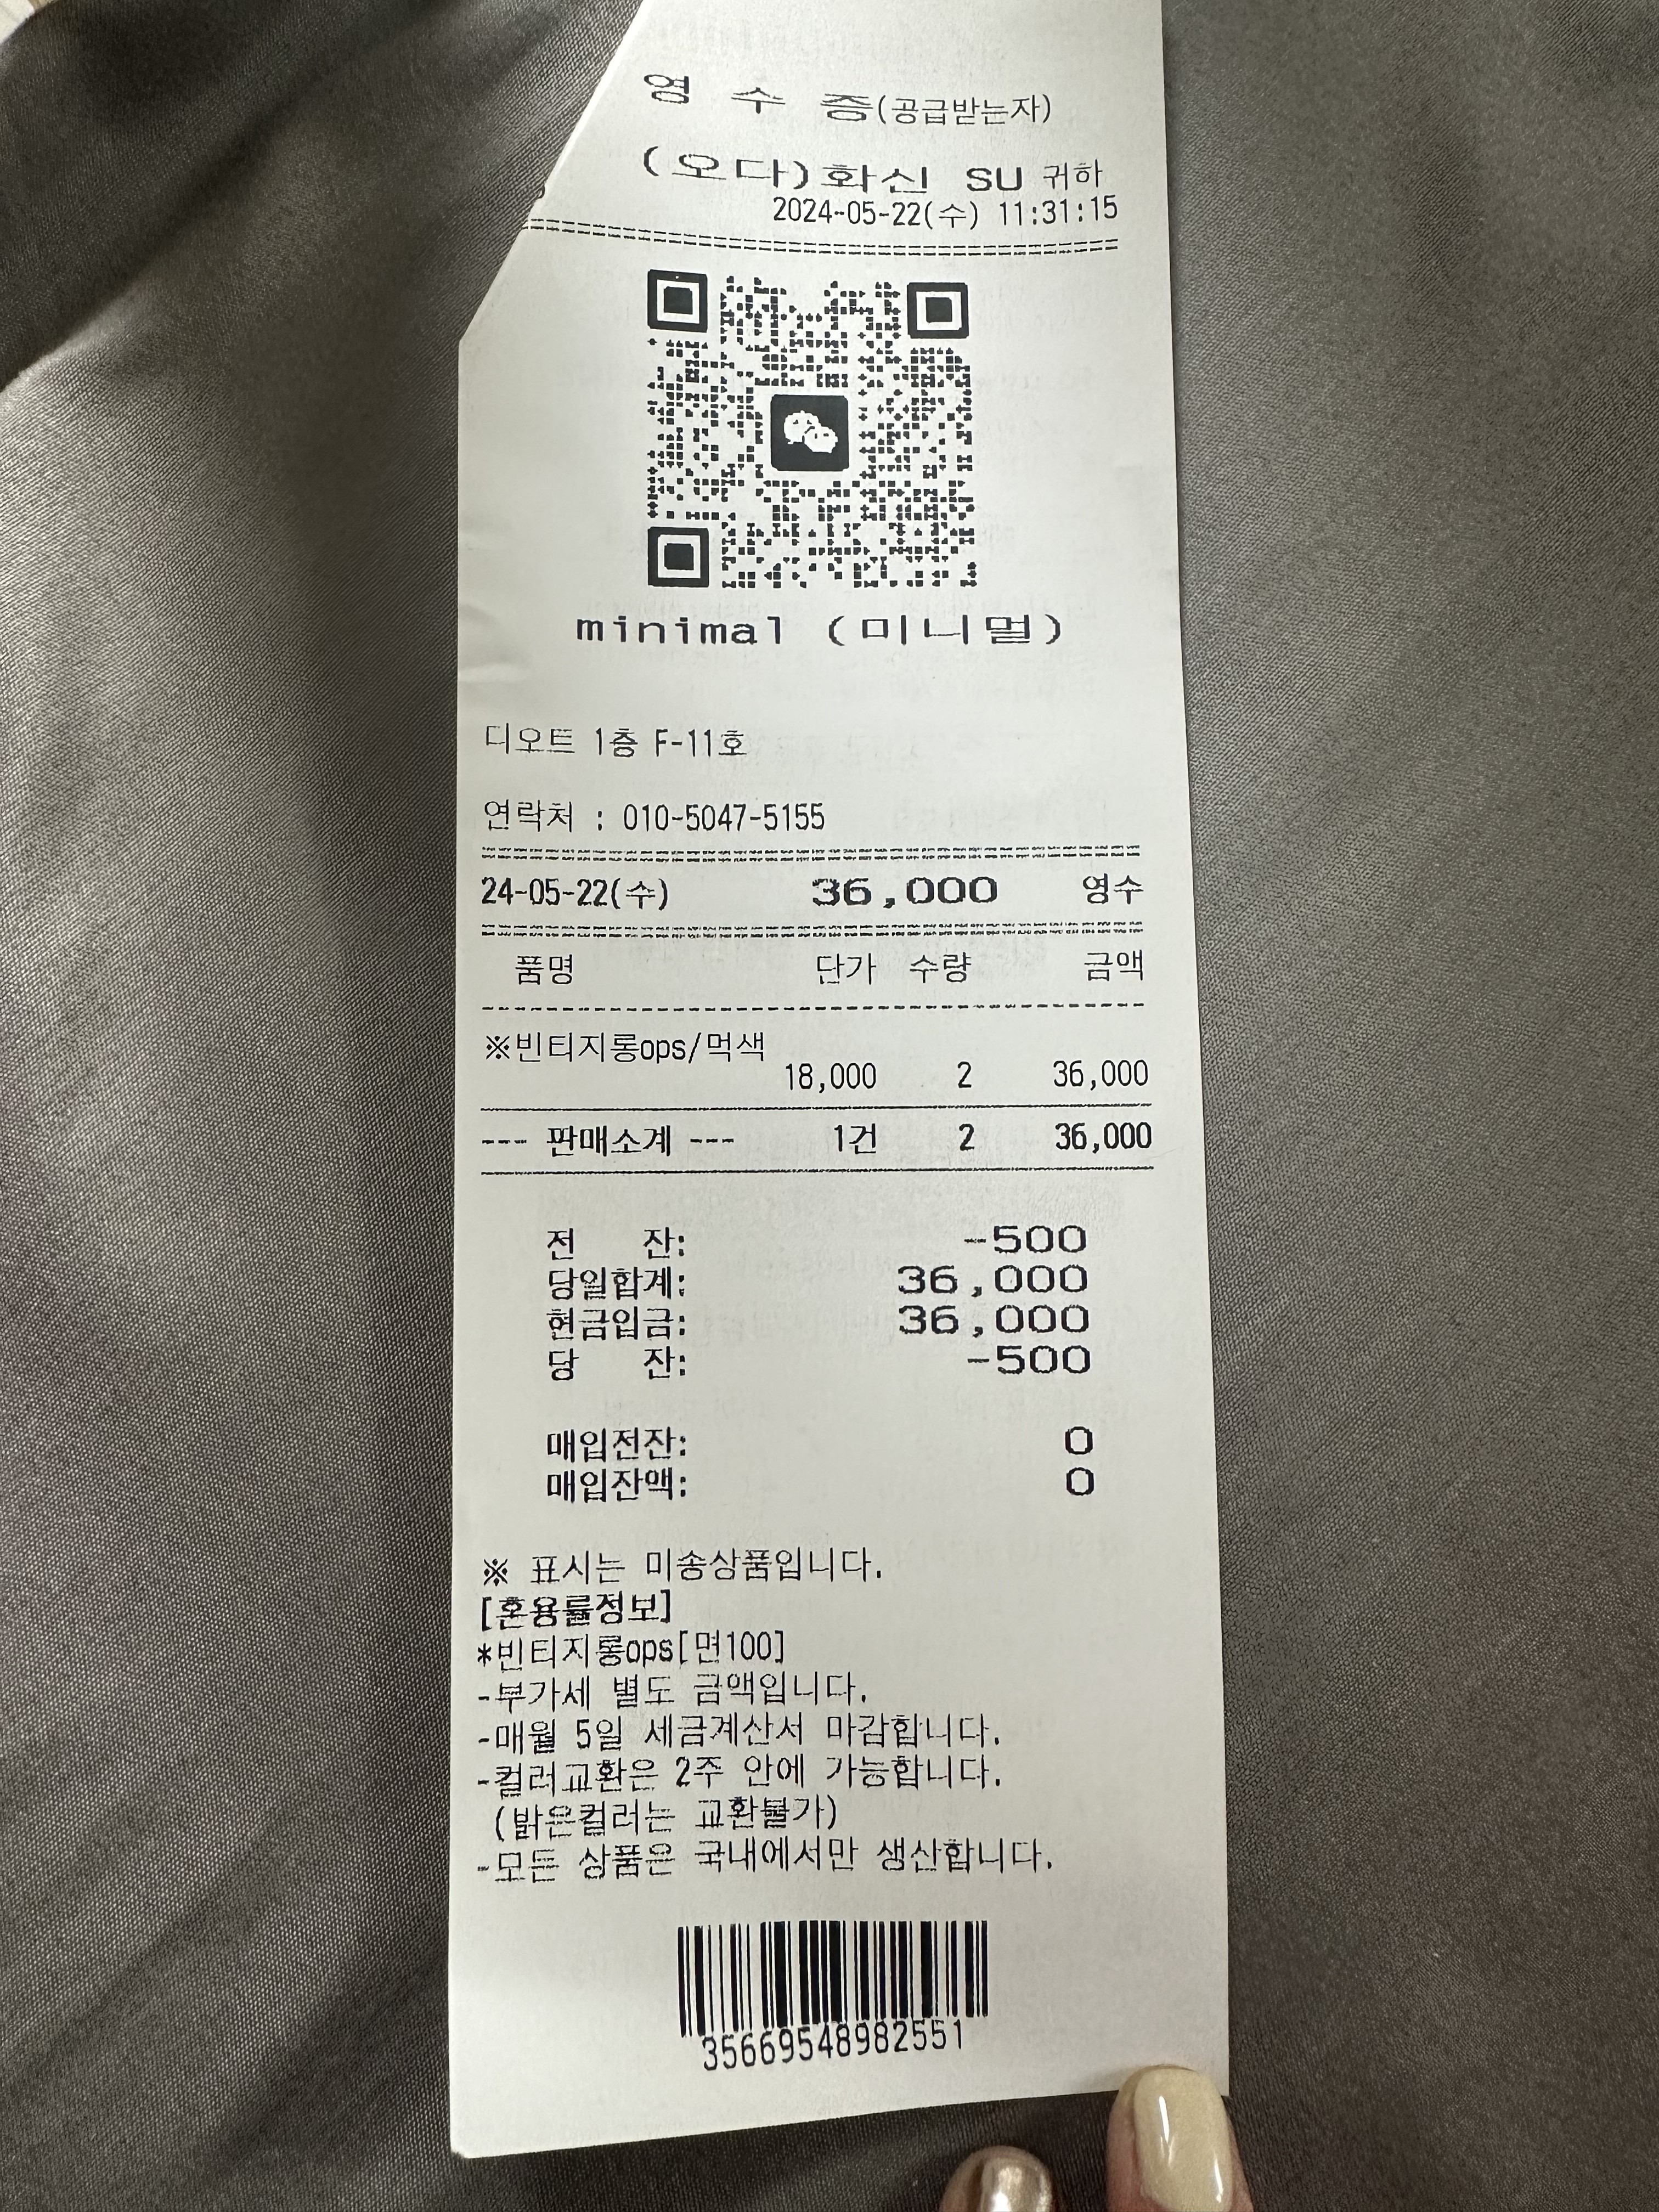 영 수 증(공급받는자)
(오다)화신 SU 귀하
2024-05-22(수) 11:31:15
minimal (미니멀)
디오트 1층 F-11호
연락처 : 010-5047-5155
24-05-22(수) 36,000 영수
품명 단가 수량 금액
※빈티지롱ops/먹색
18,000 2 36,000
--- 판매소계 --- 1건 2 36,000
전 잔: -500
당일합계: 36,000
현금입금: 36,000
당 잔: -500
매입전잔: 0
매입잔액: 0
※ 표시는 미송상품입니다.
[혼용률정보]
*빈티지롱ops[면100]
-부가세 별도 금액입니다.
-매월 5일 세금계산서 마감합니다.
-컬러교환은 2주 안에 가능합니다.
(밝은컬러는 교환불가)
-모든 상품은 국내에서만 생산합니다.
35669548982551